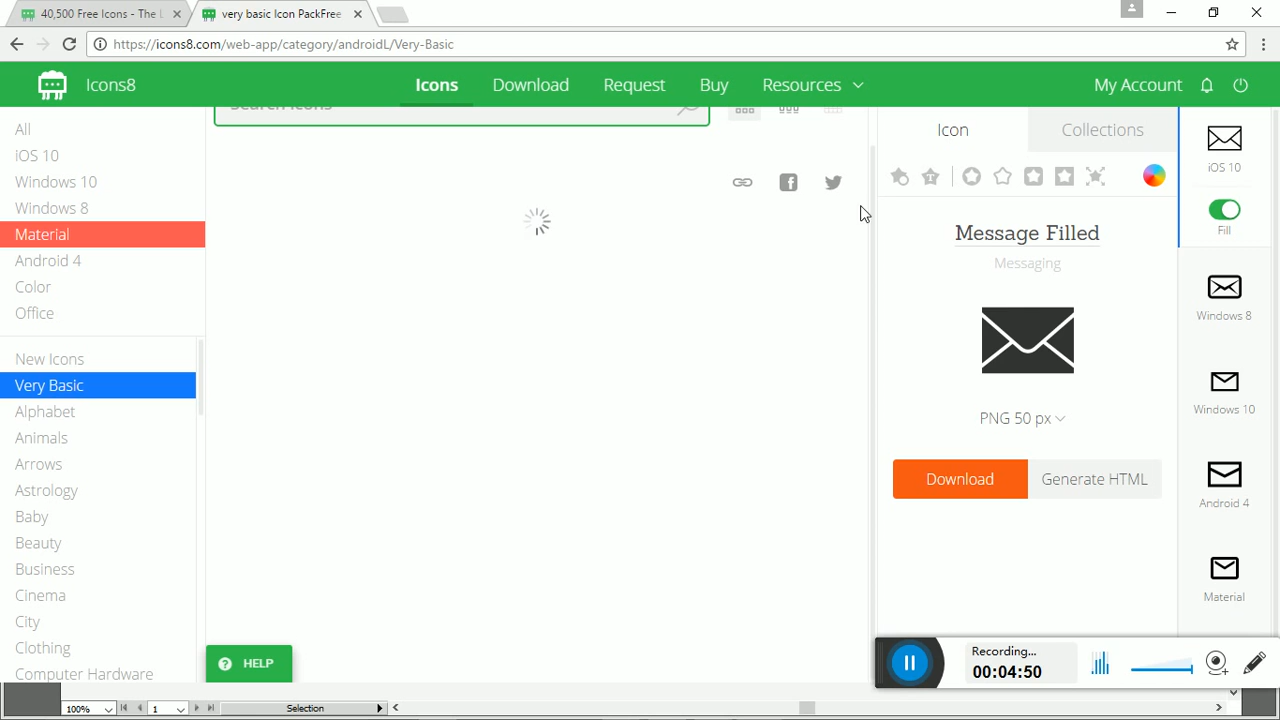 40,500 Free Icons - The
very basic Icon PackFree
https://icons8.com/web-app/category/androidL/Very-Basic
Icons8
Icons
Download
Request
Buy
Resources
My Account
All
iOS 10
Windows 10
Windows 8
Material
Android 4
Color
Office
New Icons
Very Basic
Alphabet
Animals
Arrows
Astrology
Baby
Beauty
Business
Cinema
City
Clothing
Computer Hardware
Search Icons
HELP
Icon
Collections
Message Filled
Messaging
PNG 50 px
Download
Generate HTML
iOS 10
Fill
Windows 8
Windows 10
Android 4
Material
Recording...
00:04:50
100%
1
Selection